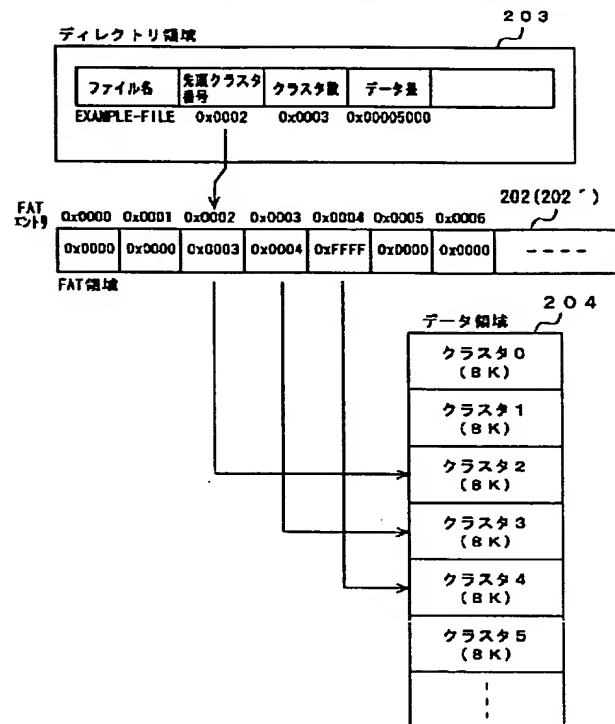 203
ディレクトリ領域
ファイル名 先頭クラスタ番号 クラスタ数 データ量
EXAMPLE-FILE 0x0002 0x0003 0x00005000
202(202´)
FATエントリ 0x0000 0x0001 0x0002 0x0003 0x0004 0x0005 0x0006
0x0000 0x0000 0x0003 0x0004 0xFFFF 0x0000 0x0000
FAT領域
204
データ領域
クラスタ0
(8K)
クラスタ1
(8K)
クラスタ2
(8K)
クラスタ3
(8K)
クラスタ4
(8K)
クラスタ5
(8K)